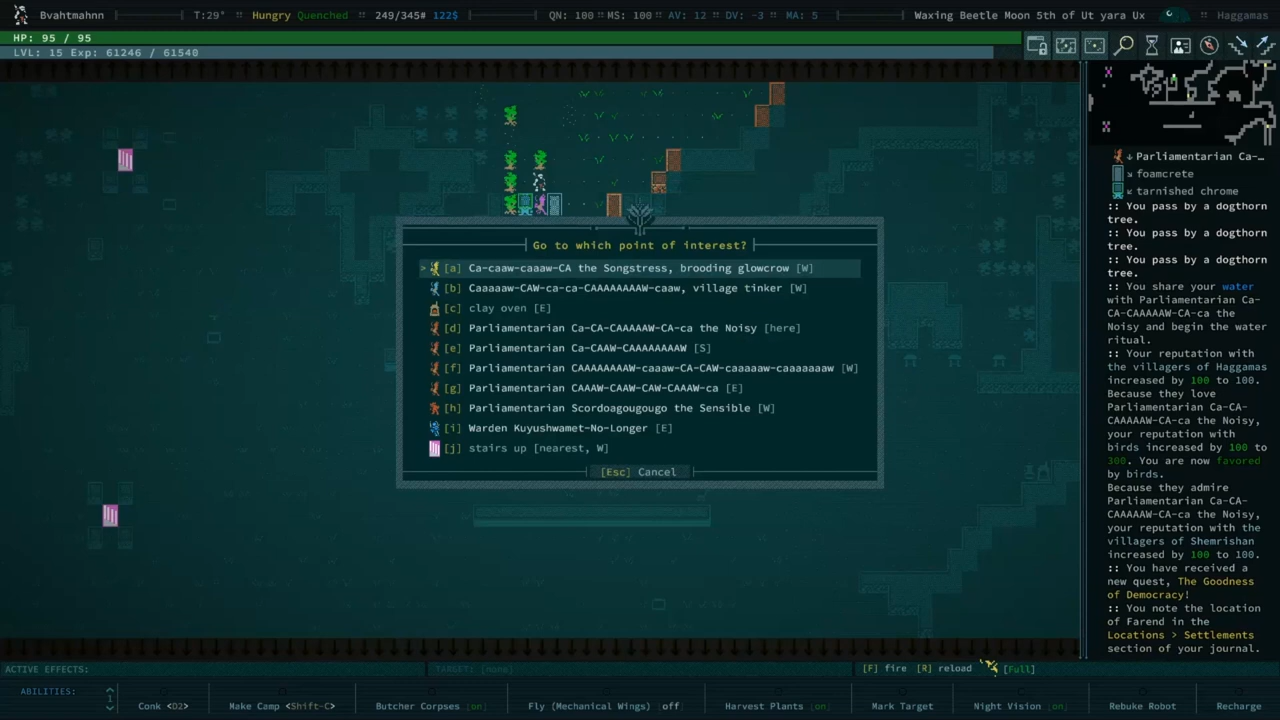 Bvahtmahnn T:29° :: Hungry Quenched :: 249/345# 122$ QN: 100 :: MS: 100 :: AV: 12 :: DV: -3 :: MA: 5 Waxing Beetle Moon 5th of Ut yara Ux Haggamas
HP: 95 / 95
LVL: 15 Exp: 61246 / 61540
Go to which point of interest?
> [a] Ca-caaw-caaaw-CA the Songstress, brooding glowcrow [W]
[b] Caaaaaw-CAW-ca-ca-CAAAAAAAAW-caaw, village tinker [W]
[c] clay oven [E]
[d] Parliamentarian Ca-CA-CAAAAAW-CA-ca the Noisy [here]
[e] Parliamentarian Ca-CAAW-CAAAAAAAAW [S]
[f] Parliamentarian CAAAAAAAAW-caaaw-CA-CAW-caaaaaw-caaaaaaaw [W]
[g] Parliamentarian CAAAW-CAAW-CAW-CAAAW-ca [E]
[h] Parliamentarian Scordoagougougo the Sensible [W]
[i] Warden Kuyushwamet-No-Longer [E]
[j] stairs up [nearest, W]
[Esc] Cancel
Parliamentarian Ca-…
foamcrete
tarnished chrome
:: You pass by a dogthorn
tree.
:: You pass by a dogthorn
tree.
:: You pass by a dogthorn
tree.
:: You share your water
with Parliamentarian Ca-
CA-CAAAAAW-CA-ca the
Noisy and begin the water
ritual.
:: Your reputation with
the villagers of Haggamas
increased by 100 to 100.
Because they love
Parliamentarian Ca-CA-
CAAAAAW-CA-ca the Noisy,
your reputation with
birds increased by 100 to
300. You are now favored
by birds.
Because they admire
Parliamentarian Ca-CA-
CAAAAAW-CA-ca the Noisy,
your reputation with the
villagers of Shemrishan
increased by 100 to 100.
:: You have received a
new quest, The Goodness
of Democracy!
:: You note the location
of Farend in the
Locations > Settlements
section of your journal.
ACTIVE EFFECTS: TARGET: [none] [F] fire [R] reload [Full]
ABILITIES: 1 Conk <02> Make Camp <Shift-C> Butcher Corpses [on] Fly (Mechanical Wings) [off] Harvest Plants [on] Mark Target Night Vision [on] Rebuke Robot Recharge